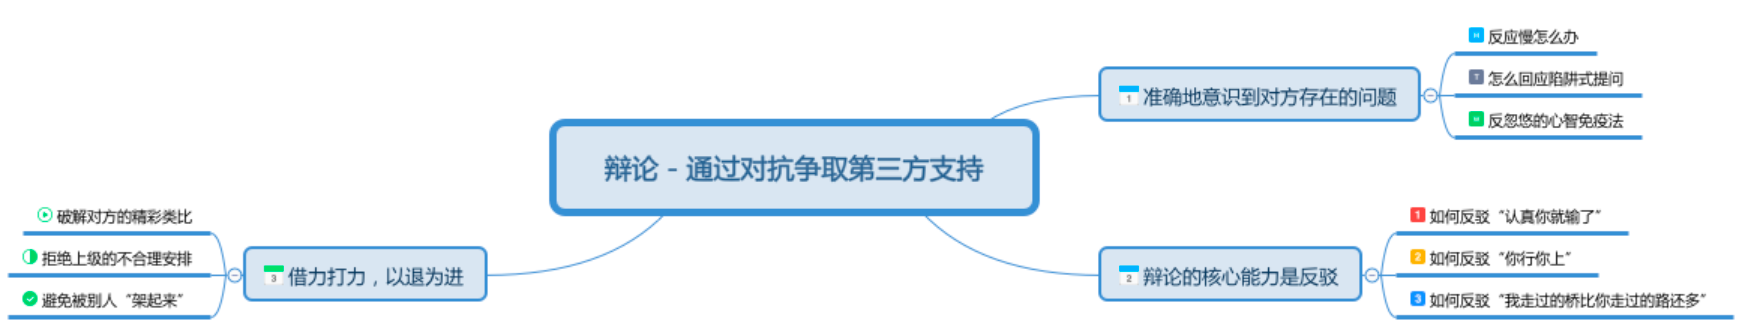 辩论 - 通过对抗争取第三方支持
1 准确地意识到对方存在的问题
H 反应慢怎么办
T 怎么回应陷阱式提问
M 反忽悠的心智免疫法
2 辩论的核心能力是反驳
1 如何反驳“认真你就输了”
2 如何反驳“你行你上”
3 如何反驳“我走过的桥比你走过的路还多”
3 借力打力，以退为进
破解对方的精彩类比
拒绝上级的不合理安排
避免被别人“架起来”